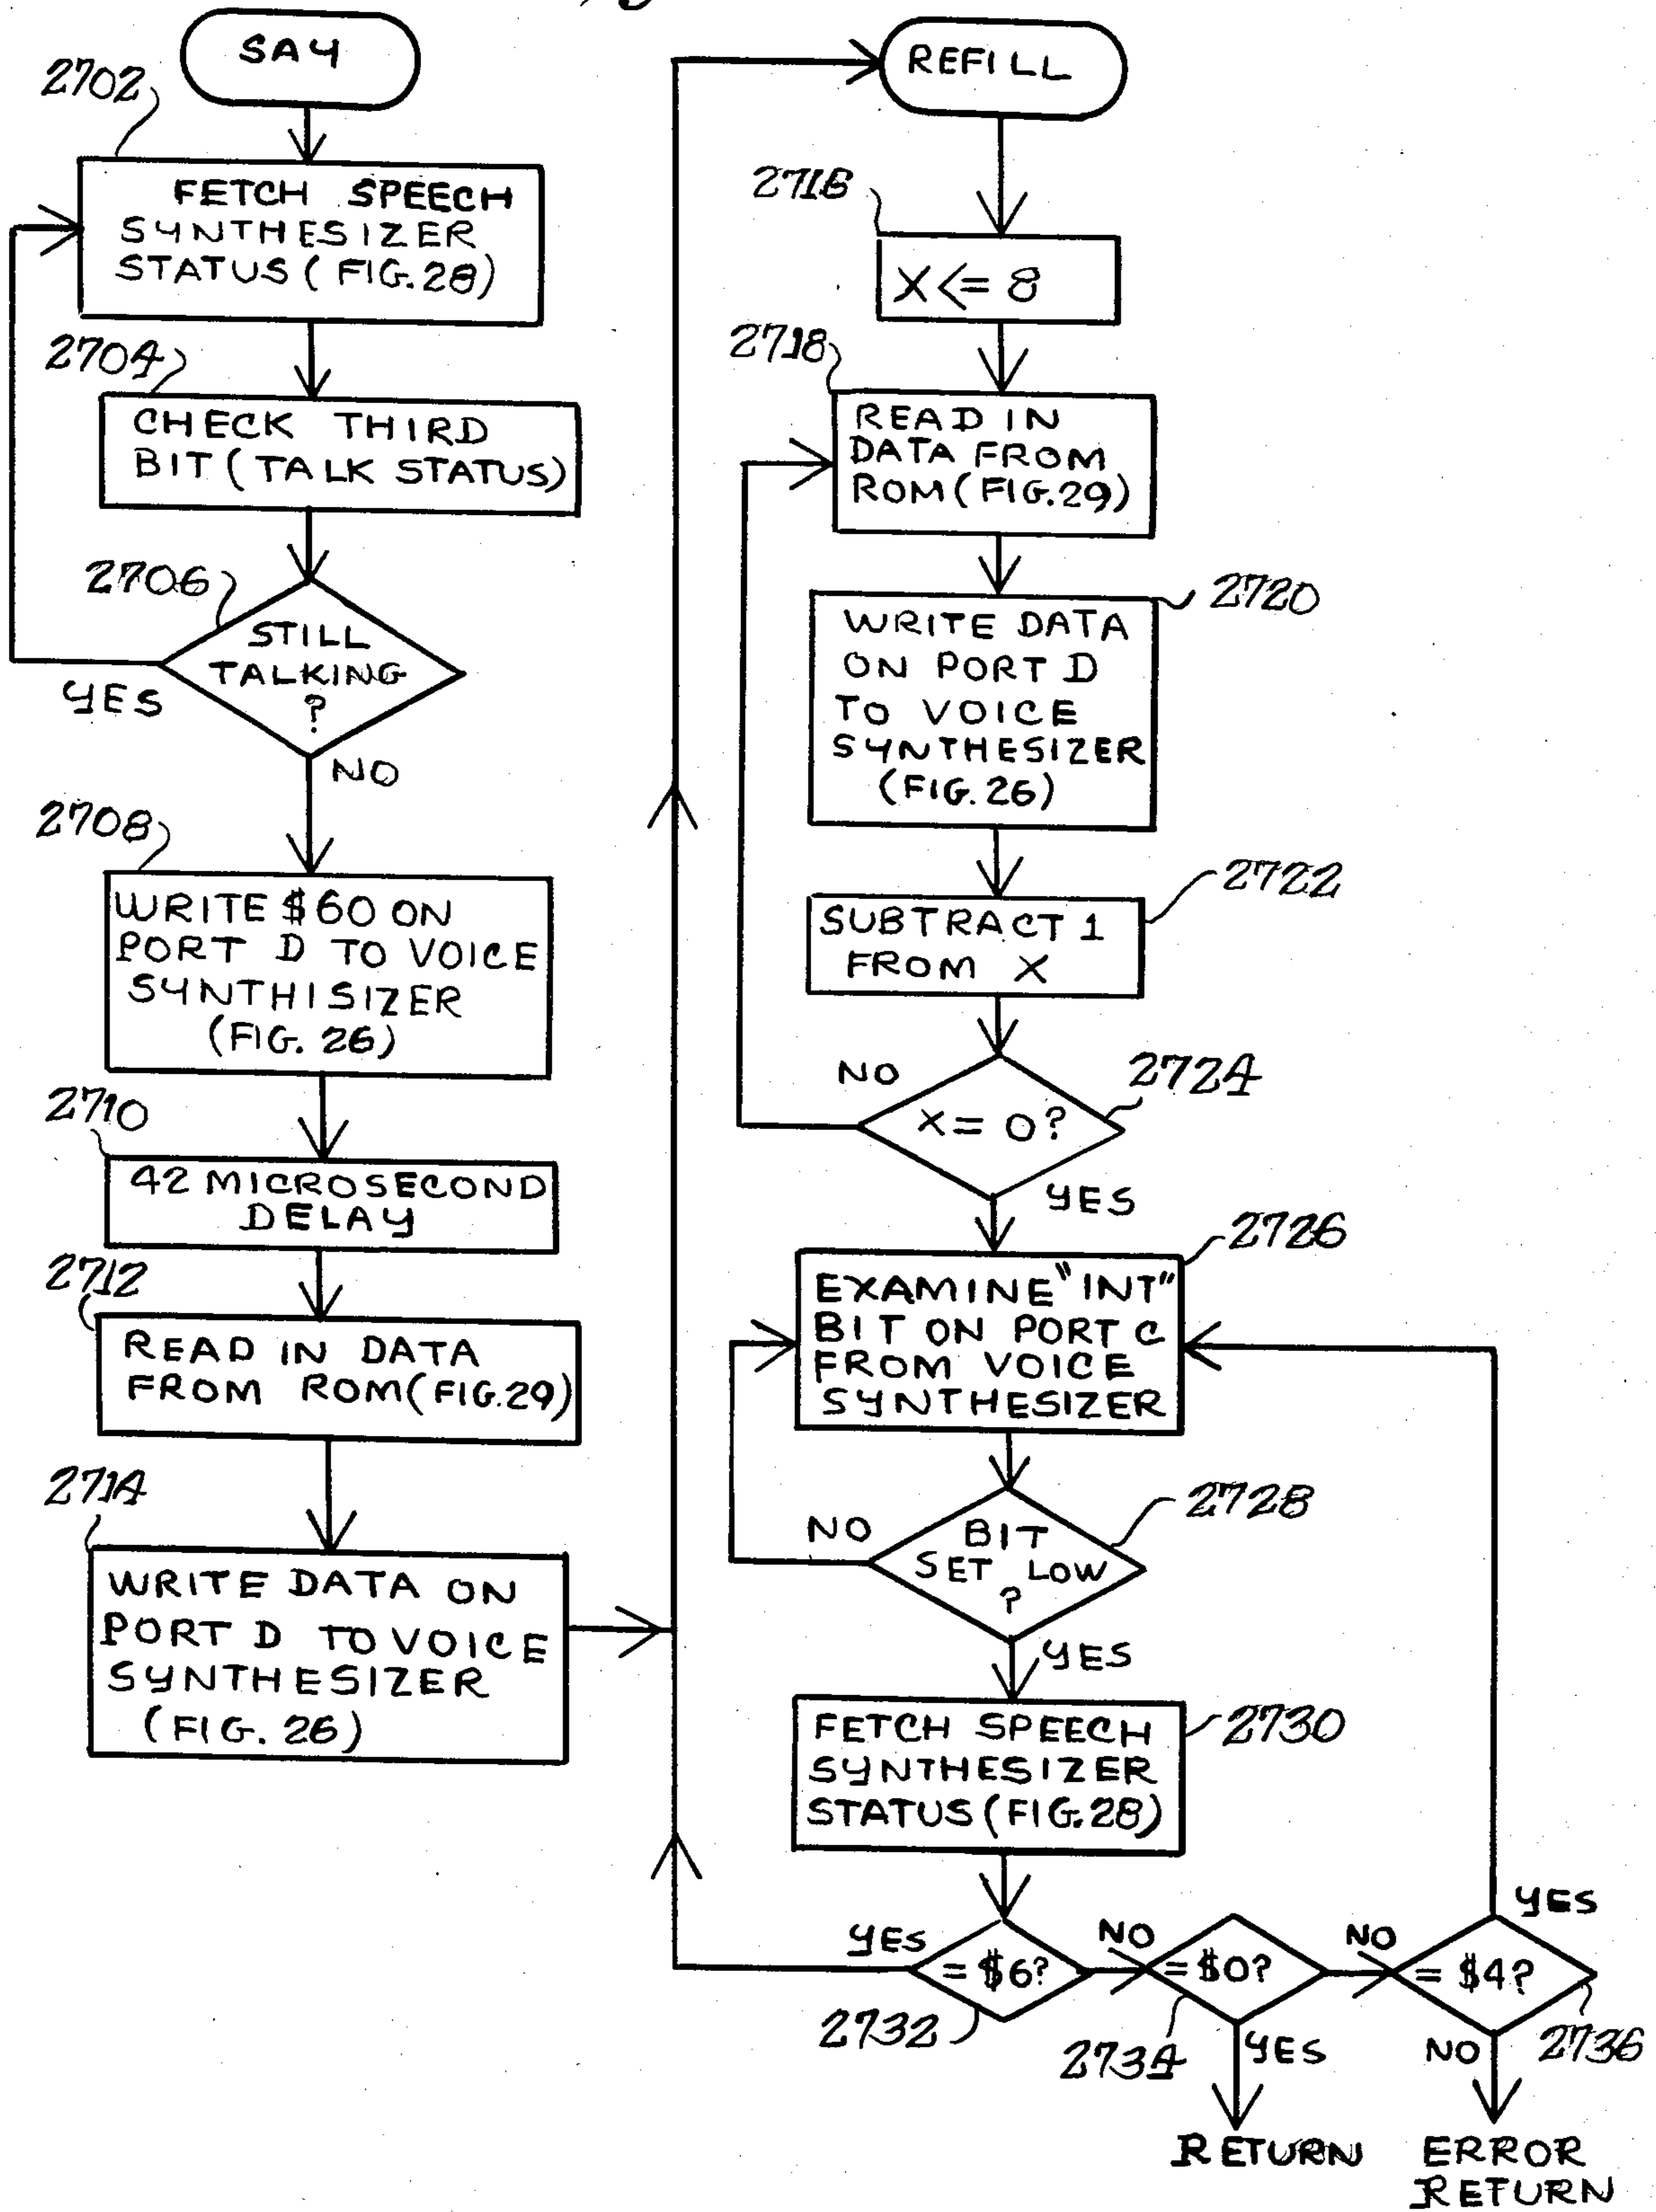 SAY
2702
FETCH SPEECH
SYNTHESIZER
STATUS (FIG.28)
2704
CHECK THIRD
BIT (TALK STATUS)
2706
STILL
TALKING
?
YES
NO
2708
WRITE $60 ON
PORT D TO VOICE
SYNTHISIZER
(FIG. 26)
2710
42 MICROSECOND
DELAY
2712
READ IN DATA
FROM ROM (FIG.29)
2714
WRITE DATA ON
PORT D TO VOICE
SYNTHESIZER
(FIG. 26)
REFILL
2716
X <= 8
2718
READ IN
DATA FROM
ROM (FIG.29)
2720
WRITE DATA
ON PORT D
TO VOICE
SYNTHESIZER
(FIG. 26)
2722
SUBTRACT 1
FROM X
2724
NO
X = 0?
YES
2726
EXAMINE "INT"
BIT ON PORT C
FROM VOICE
SYNTHESIZER
2728
NO
BIT
SET LOW
?
YES
2730
FETCH SPEECH
SYNTHESIZER
STATUS (FIG.28)
YES
= $6?
NO
= $0?
NO
= $4?
YES
2732
2734
YES
NO
2736
RETURN
ERROR
RETURN